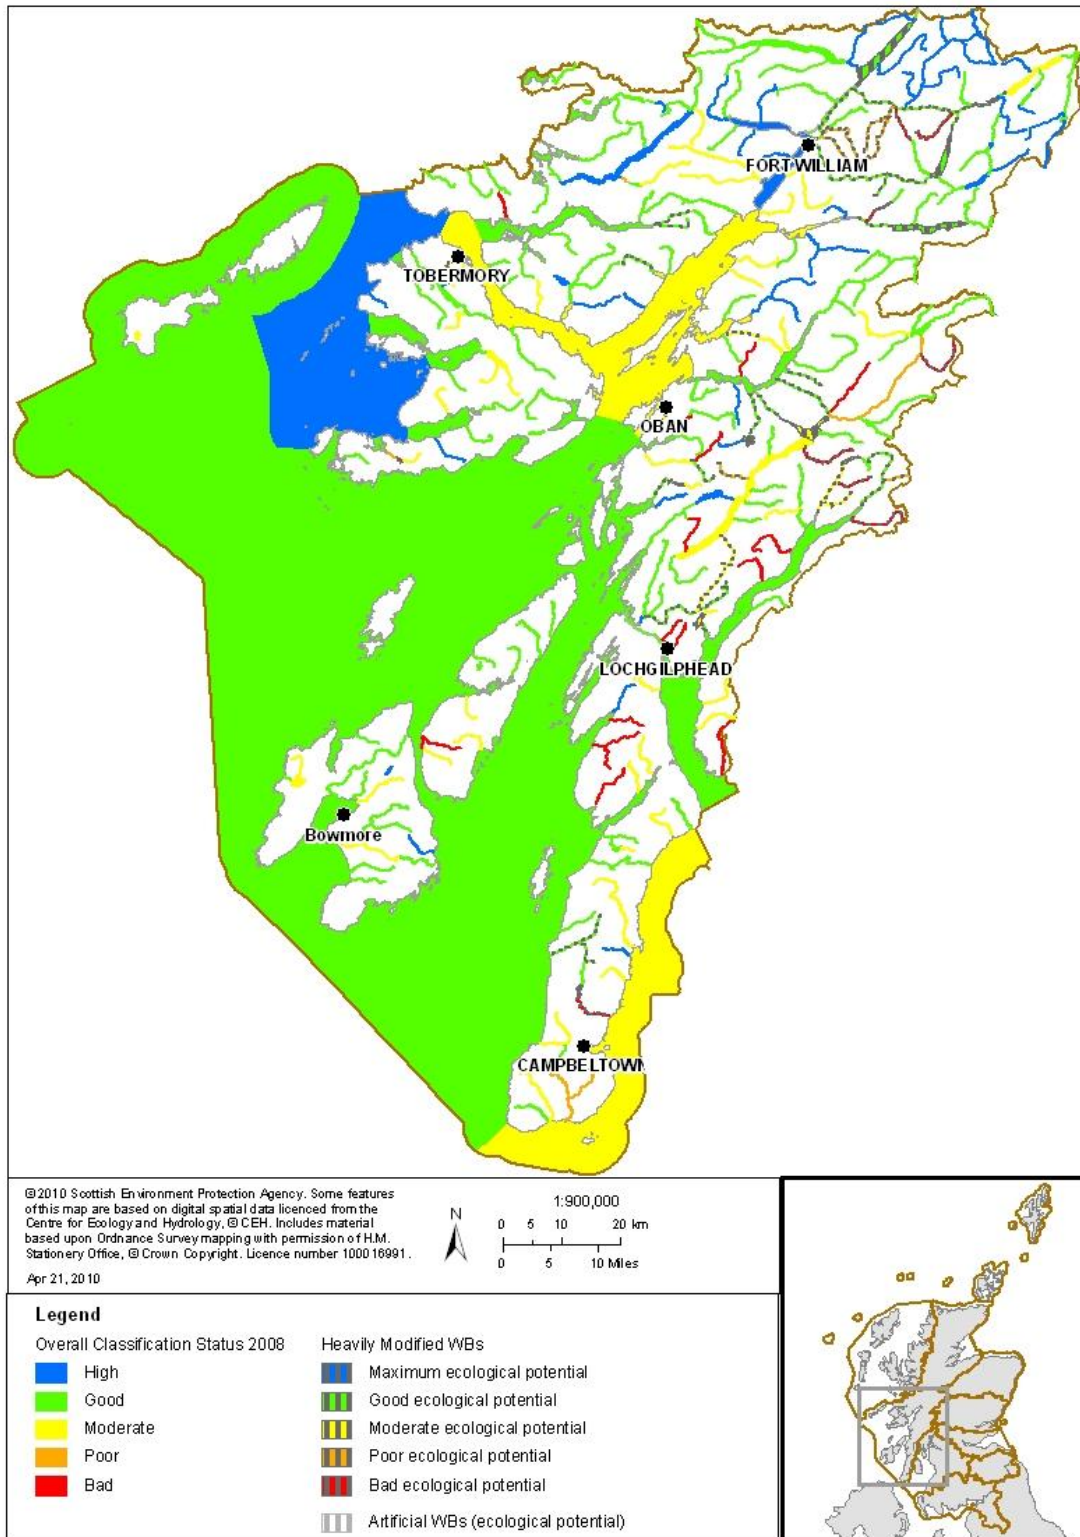 FORT WILLIAM
TOBERMORY
OBAN
LOCHGILPHEAD
Bowmore
CAMPBELTOWN
©2010 Scottish Environment Protection Agency. Some features
of this map are based on digital spatial data licenced from the
Centre for Ecology and Hydrology, © CEH. Includes material
based upon Ordnance Survey mapping with permission of H.M.
Stationery Office, © Crown Copyright. Licence number 100016991.
Apr 21, 2010
N
1:900,000
0 5 10 20 km
0 5 10 Miles
Legend
Overall Classification Status 2008
High
Good
Moderate
Poor
Bad
Heavily Modified WBs
Maximum ecological potential
Good ecological potential
Moderate ecological potential
Poor ecological potential
Bad ecological potential
Artificial WBs (ecological potential)